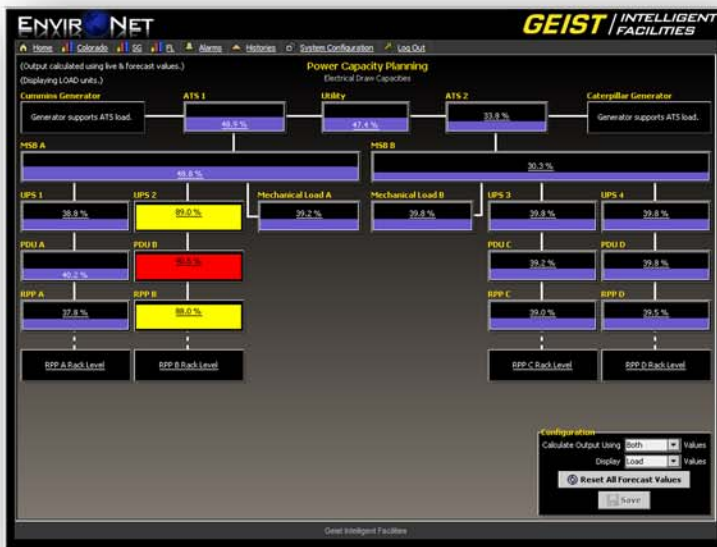 ENVIRONET
GEIST / INTELLIGENT FACILITIES
Home Colorado SG FL Alarms Histories System Configuration Log Out
(Output calculated using live & forecast values.)
(Displaying LOAD units.)
Power Capacity Planning
Electrical Draw Capacities
Cummins Generator ATS 1 Utility ATS 2 Caterpillar Generator
Generator supports ATS load. 48.9 % 47.4 % 33.8 % Generator supports ATS load.
MSB A MSB B
48.8 % 30.3 %
UPS 1 UPS 2 Mechanical Load A Mechanical Load B UPS 3 UPS 4
38.8 % 89.0 % 39.2 % 39.8 % 39.8 % 39.8 %
PDU A PDU B PDU C PDU D
40.2 % 39.2 % 39.8 %
RPP A RPP B RPP C RPP D
37.8 % 88.0 % 39.0 % 39.5 %
RPP A Rack Level RPP B Rack Level RPP C Rack Level RPP D Rack Level
Configuration
Calculate Output Using Both Values
Display Load Values
Reset All Forecast Values
Save
Geist Intelligent Facilities